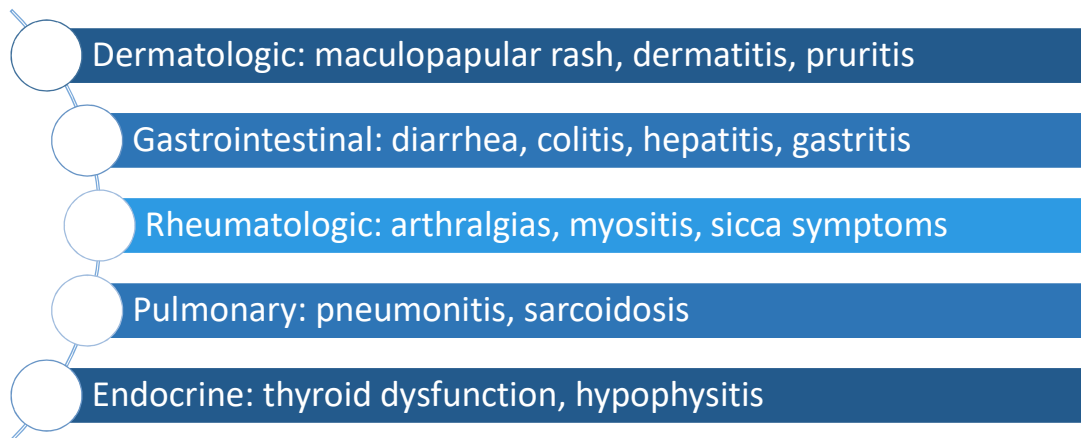 Dermatologic: maculopapular rash, dermatitis, pruritis
Gastrointestinal: diarrhea, colitis, hepatitis, gastritis
Rheumatologic: arthralgias, myositis, sicca symptoms
Pulmonary: pneumonitis, sarcoidosis
Endocrine: thyroid dysfunction, hypophysitis